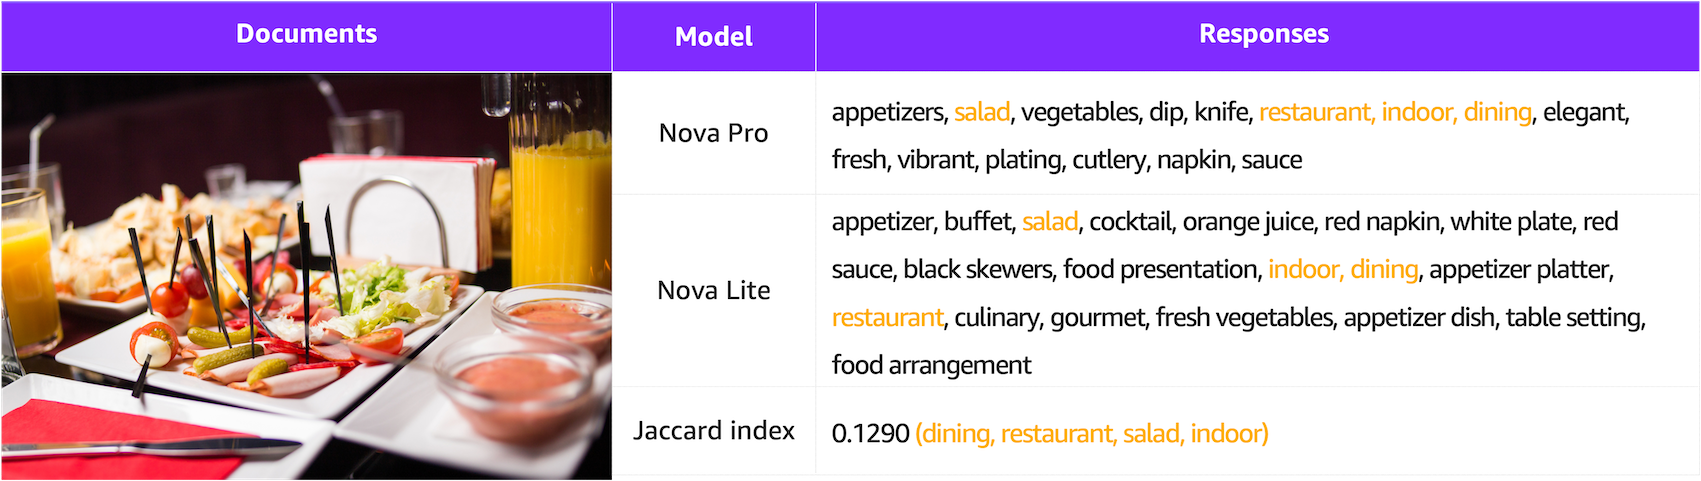 Documents
Model
Responses
Nova Pro
appetizers, salad, vegetables, dip, knife, restaurant, indoor, dining, elegant,
fresh, vibrant, plating, cutlery, napkin, sauce
Nova Lite
appetizer, buffet, salad, cocktail, orange juice, red napkin, white plate, red
sauce, black skewers, food presentation, indoor, dining, appetizer platter,
restaurant, culinary, gourmet, fresh vegetables, appetizer dish, table setting,
food arrangement
Jaccard index
0.1290 (dining, restaurant, salad, indoor)